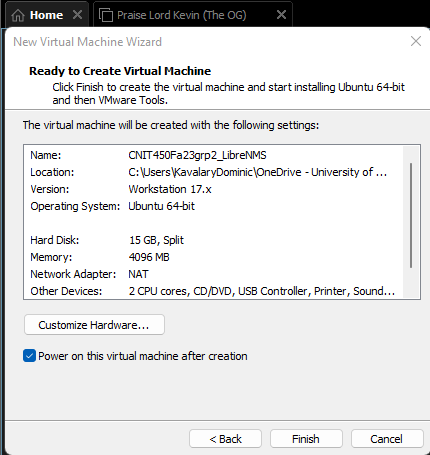 Home
Praise Lord Kevin (The OG)
New Virtual Machine Wizard
Ready to Create Virtual Machine
Click Finish to create the virtual machine and start installing Ubuntu 64-bit
and then VMware Tools.
The virtual machine will be created with the following settings:
Name: CNIT450Fa23grp2_LibreNMS
Location: C:\Users\KavalaryDominic\OneDrive - University of ...
Version: Workstation 17.x
Operating System: Ubuntu 64-bit
Hard Disk: 15 GB, Split
Memory: 4096 MB
Network Adapter: NAT
Other Devices: 2 CPU cores, CD/DVD, USB Controller, Printer, Sound...
Customize Hardware...
Power on this virtual machine after creation
< Back Finish Cancel